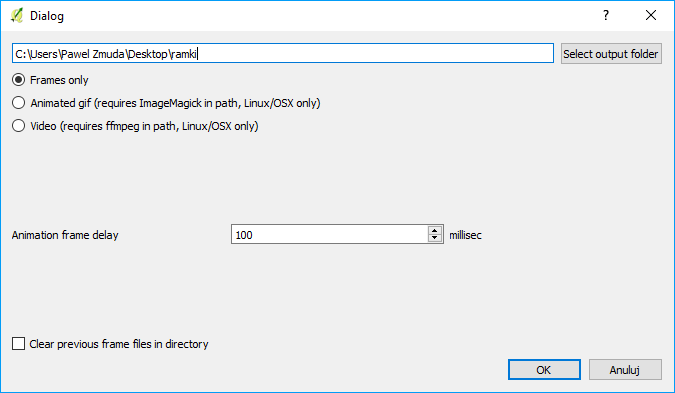 Dialog
C:\Users\Pawel Zmuda\Desktop\ramki
Select output folder
Frames only
Animated gif (requires ImageMagick in path, Linux/OSX only)
Video (requires ffmpeg in path, Linux/OSX only)
Animation frame delay 100 millisec
Clear previous frame files in directory
OK Anuluj